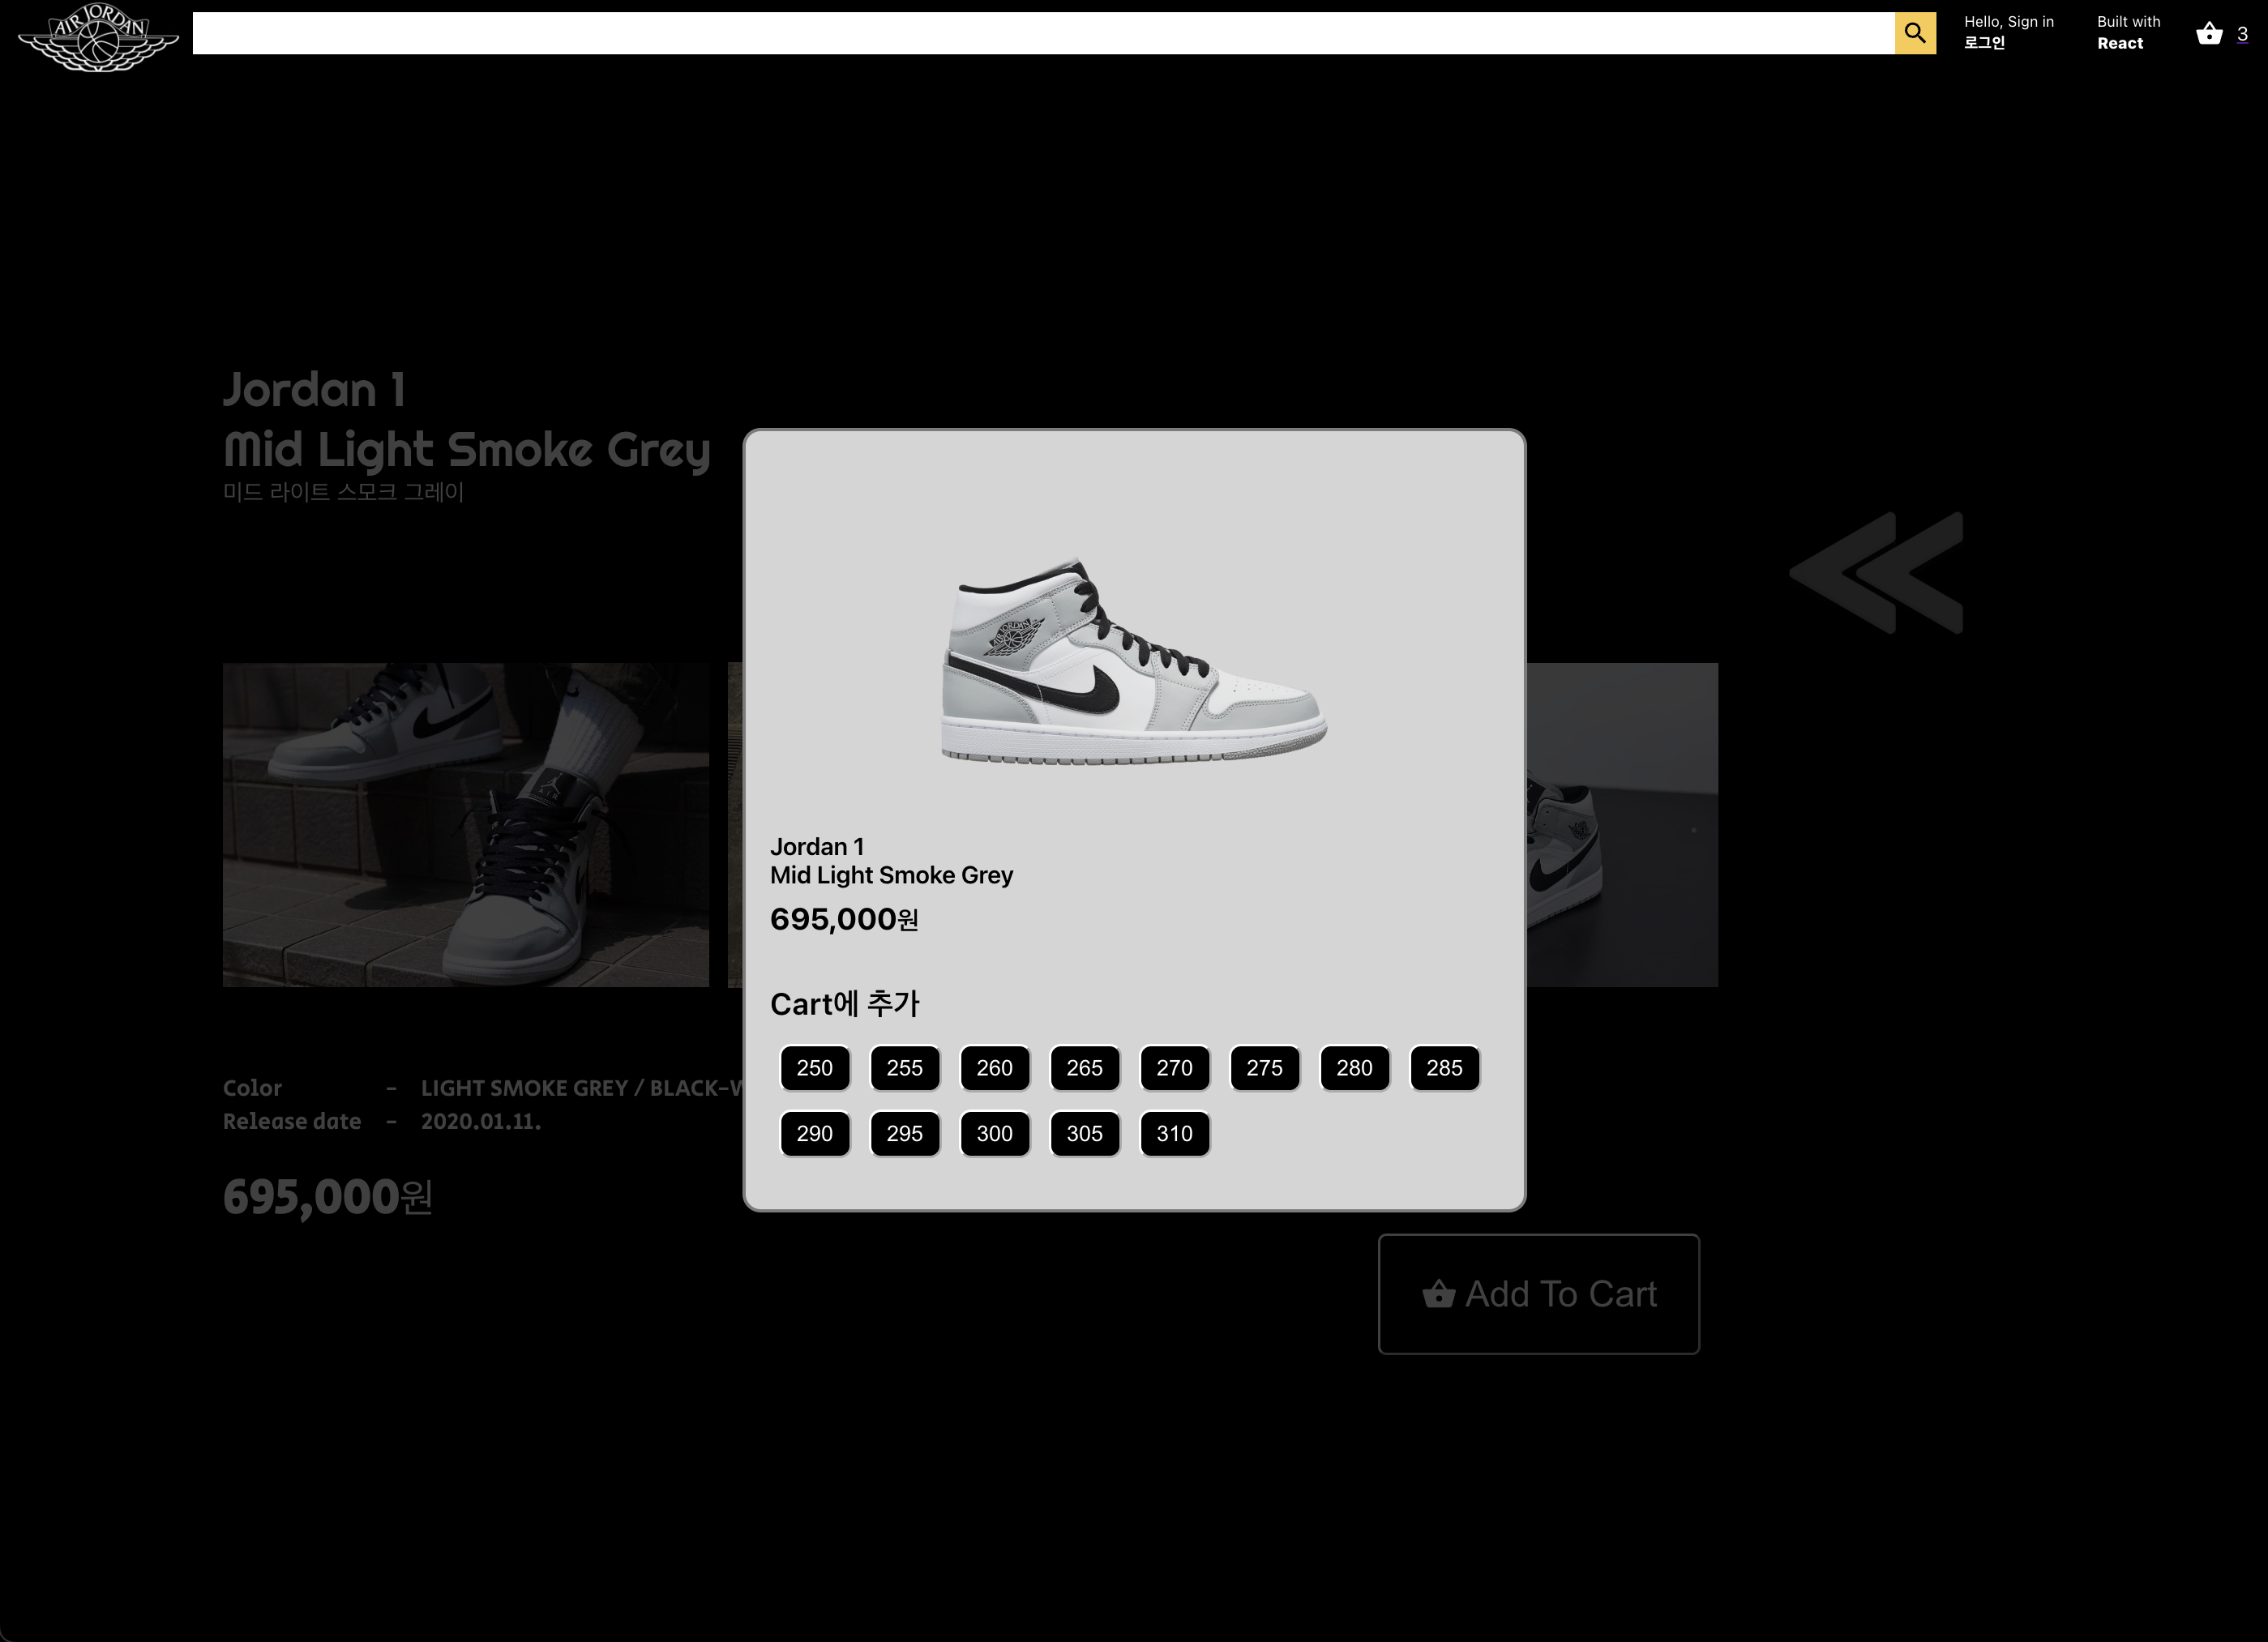 AIR JORDAN
Hello, Sign in
로그인
Built with
React
3
Jordan 1
Mid Light Smoke Grey
미드 라이트 스모크 그레이
AIR JORDAN
Jordan 1
Mid Light Smoke Grey
695,000원
Cart에 추가
250 255 260 265 270 275 280 285
290 295 300 305 310
AIR
Color - LIGHT SMOKE GREY / BLACK-W
Release date - 2020.01.11.
695,000원
Add To Cart